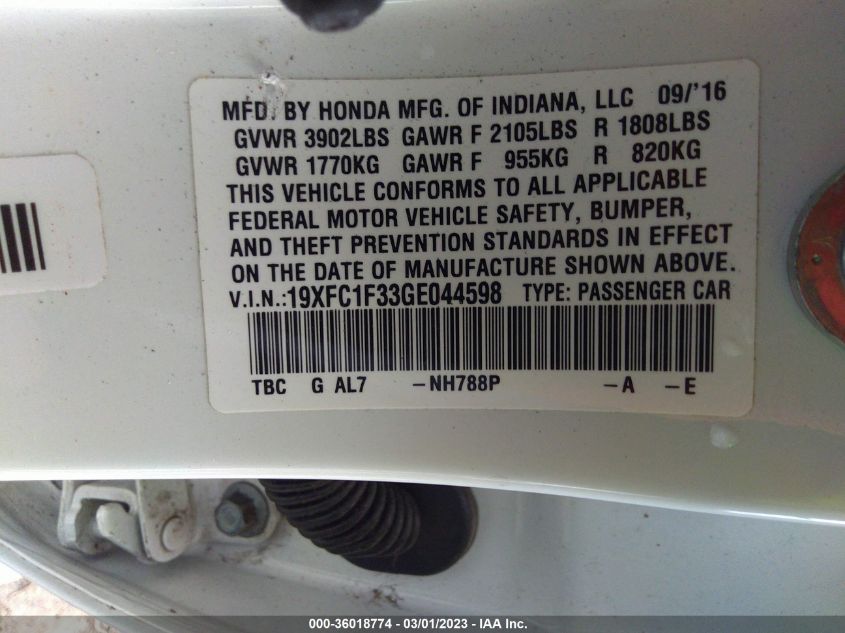 MFD. BY HONDA MFG. OF INDIANA, LLC 09/'16
GVWR 3902LBS GAWR F 2105LBS R 1808LBS
GVWR 1770KG GAWR F 955KG R 820KG
THIS VEHICLE CONFORMS TO ALL APPLICABLE
FEDERAL MOTOR VEHICLE SAFETY, BUMPER,
AND THEFT PREVENTION STANDARDS IN EFFECT
ON THE DATE OF MANUFACTURE SHOWN ABOVE.
V.I.N.:19XFC1F33GE044598 TYPE: PASSENGER CAR
TBC G AL7 -NH788P -A -E
000-36018774 - 03/01/2023 - IAA Inc.